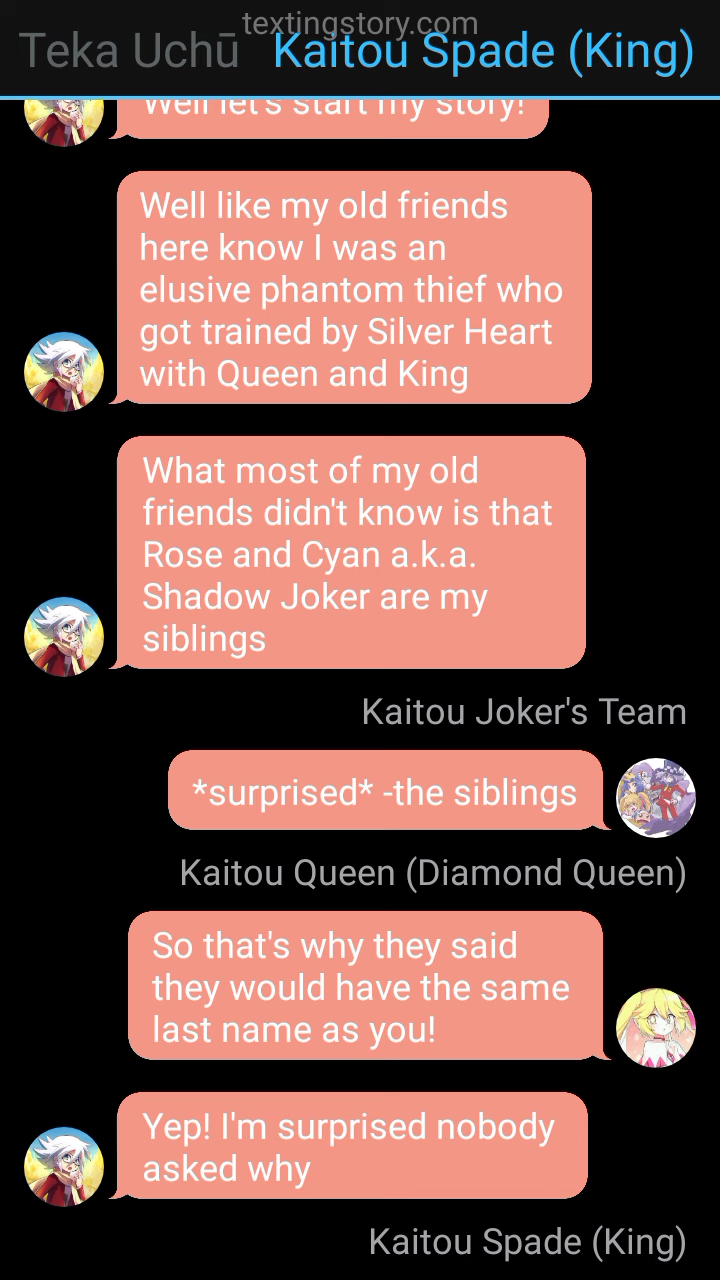 textingstory.com
Teka Uchū Kaitou Spade (King)
Well let's start my story!
Well like my old friends
here know I was an
elusive phantom thief who
got trained by Silver Heart
with Queen and King
What most of my old
friends didn't know is that
Rose and Cyan a.k.a.
Shadow Joker are my
siblings
Kaitou Joker's Team
*surprised* -the siblings
Kaitou Queen (Diamond Queen)
So that's why they said
they would have the same
last name as you!
Yep! I'm surprised nobody
asked why
Kaitou Spade (King)